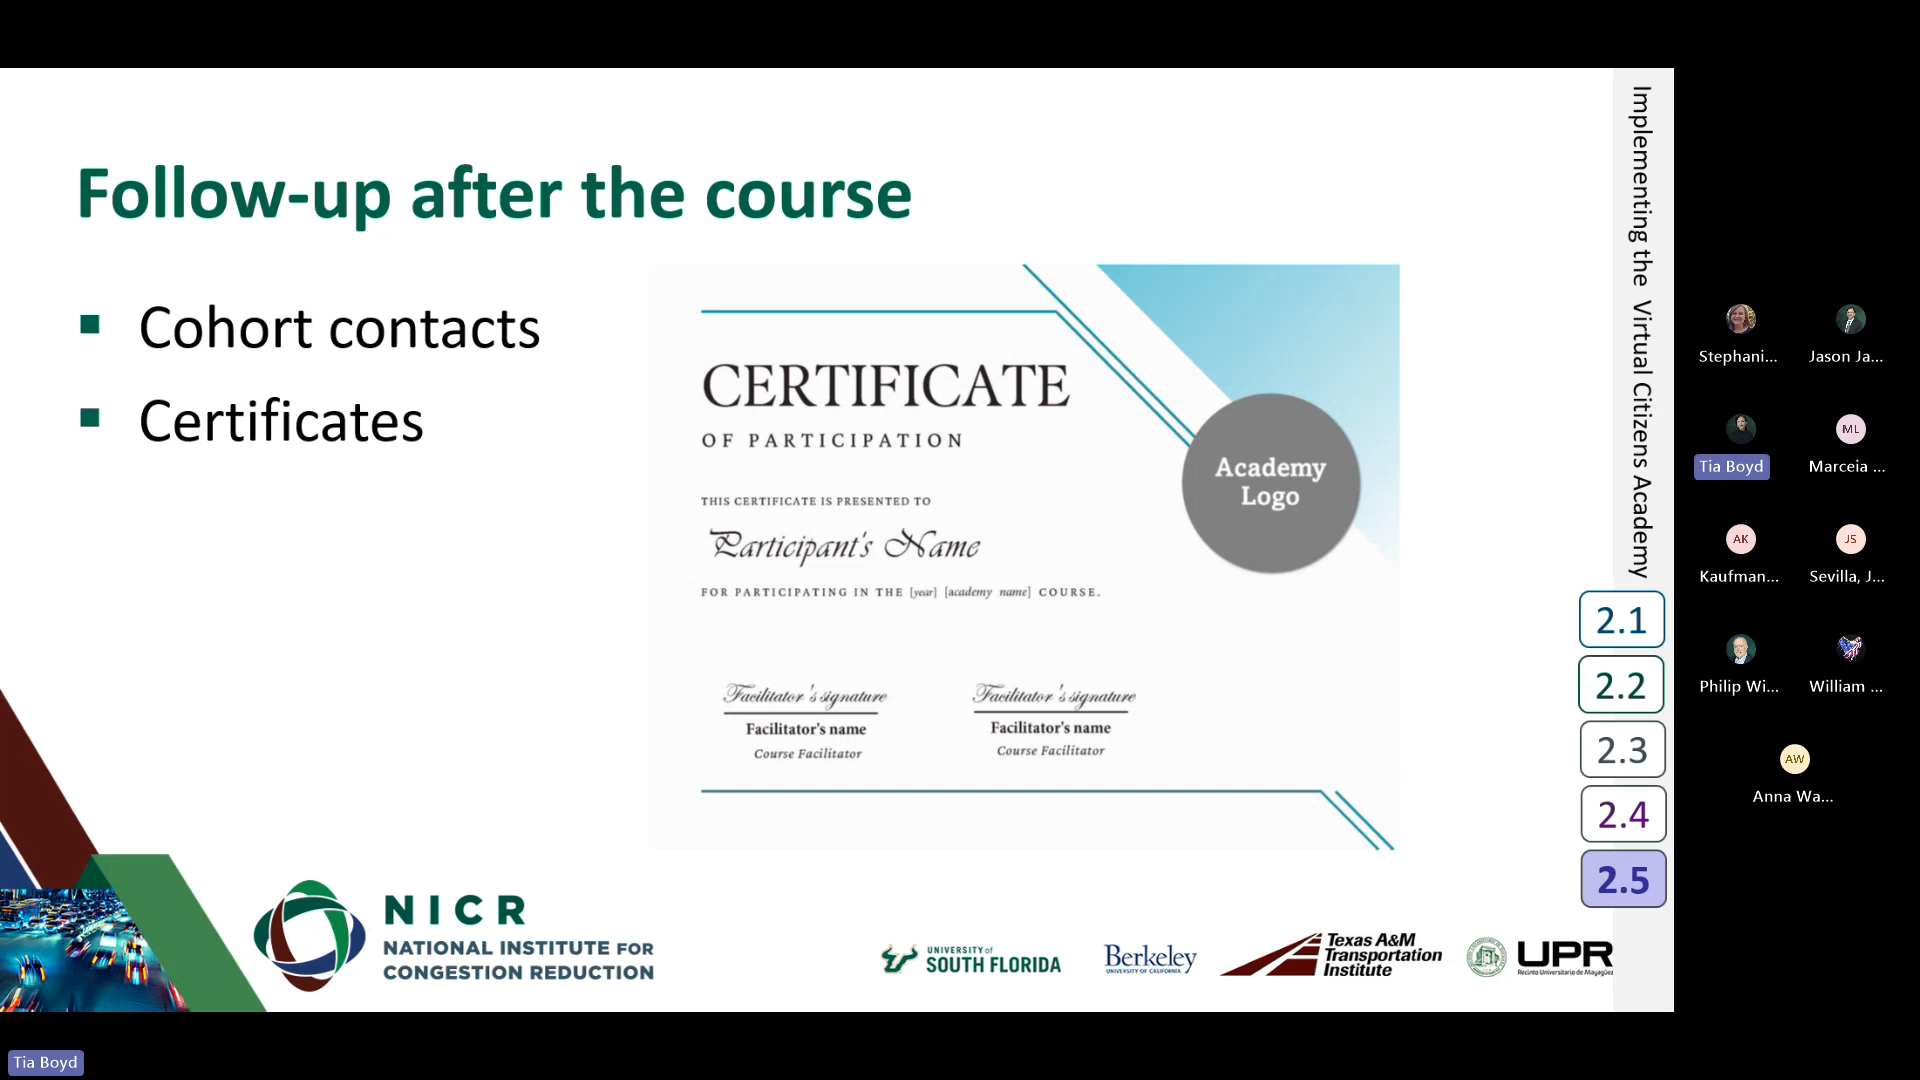 Follow-up after the course
Cohort contacts
Certificates
CERTIFICATE
OF PARTICIPATION
THIS CERTIFICATE IS PRESENTED TO
Participant's Name
FOR PARTICIPATING IN THE [year] [academy name] COURSE.
Academy
Logo
Facilitator's signature
Facilitator's name
Course Facilitator
Facilitator's signature
Facilitator's name
Course Facilitator
Implementing the Virtual Citizens Academy
2.1
2.2
2.3
2.4
2.5
NICR
NATIONAL INSTITUTE FOR
CONGESTION REDUCTION
UNIVERSITY of
SOUTH FLORIDA
Berkeley
UNIVERSITY OF CALIFORNIA
Texas A&M
Transportation
Institute
UPR
Recinto Universitario de Mayagüez
Stephani...
Jason Ja...
Tia Boyd
ML
Marceia ...
AK
Kaufman...
JS
Sevilla, J...
Philip Wi...
William ...
AW
Anna Wa...
Tia Boyd